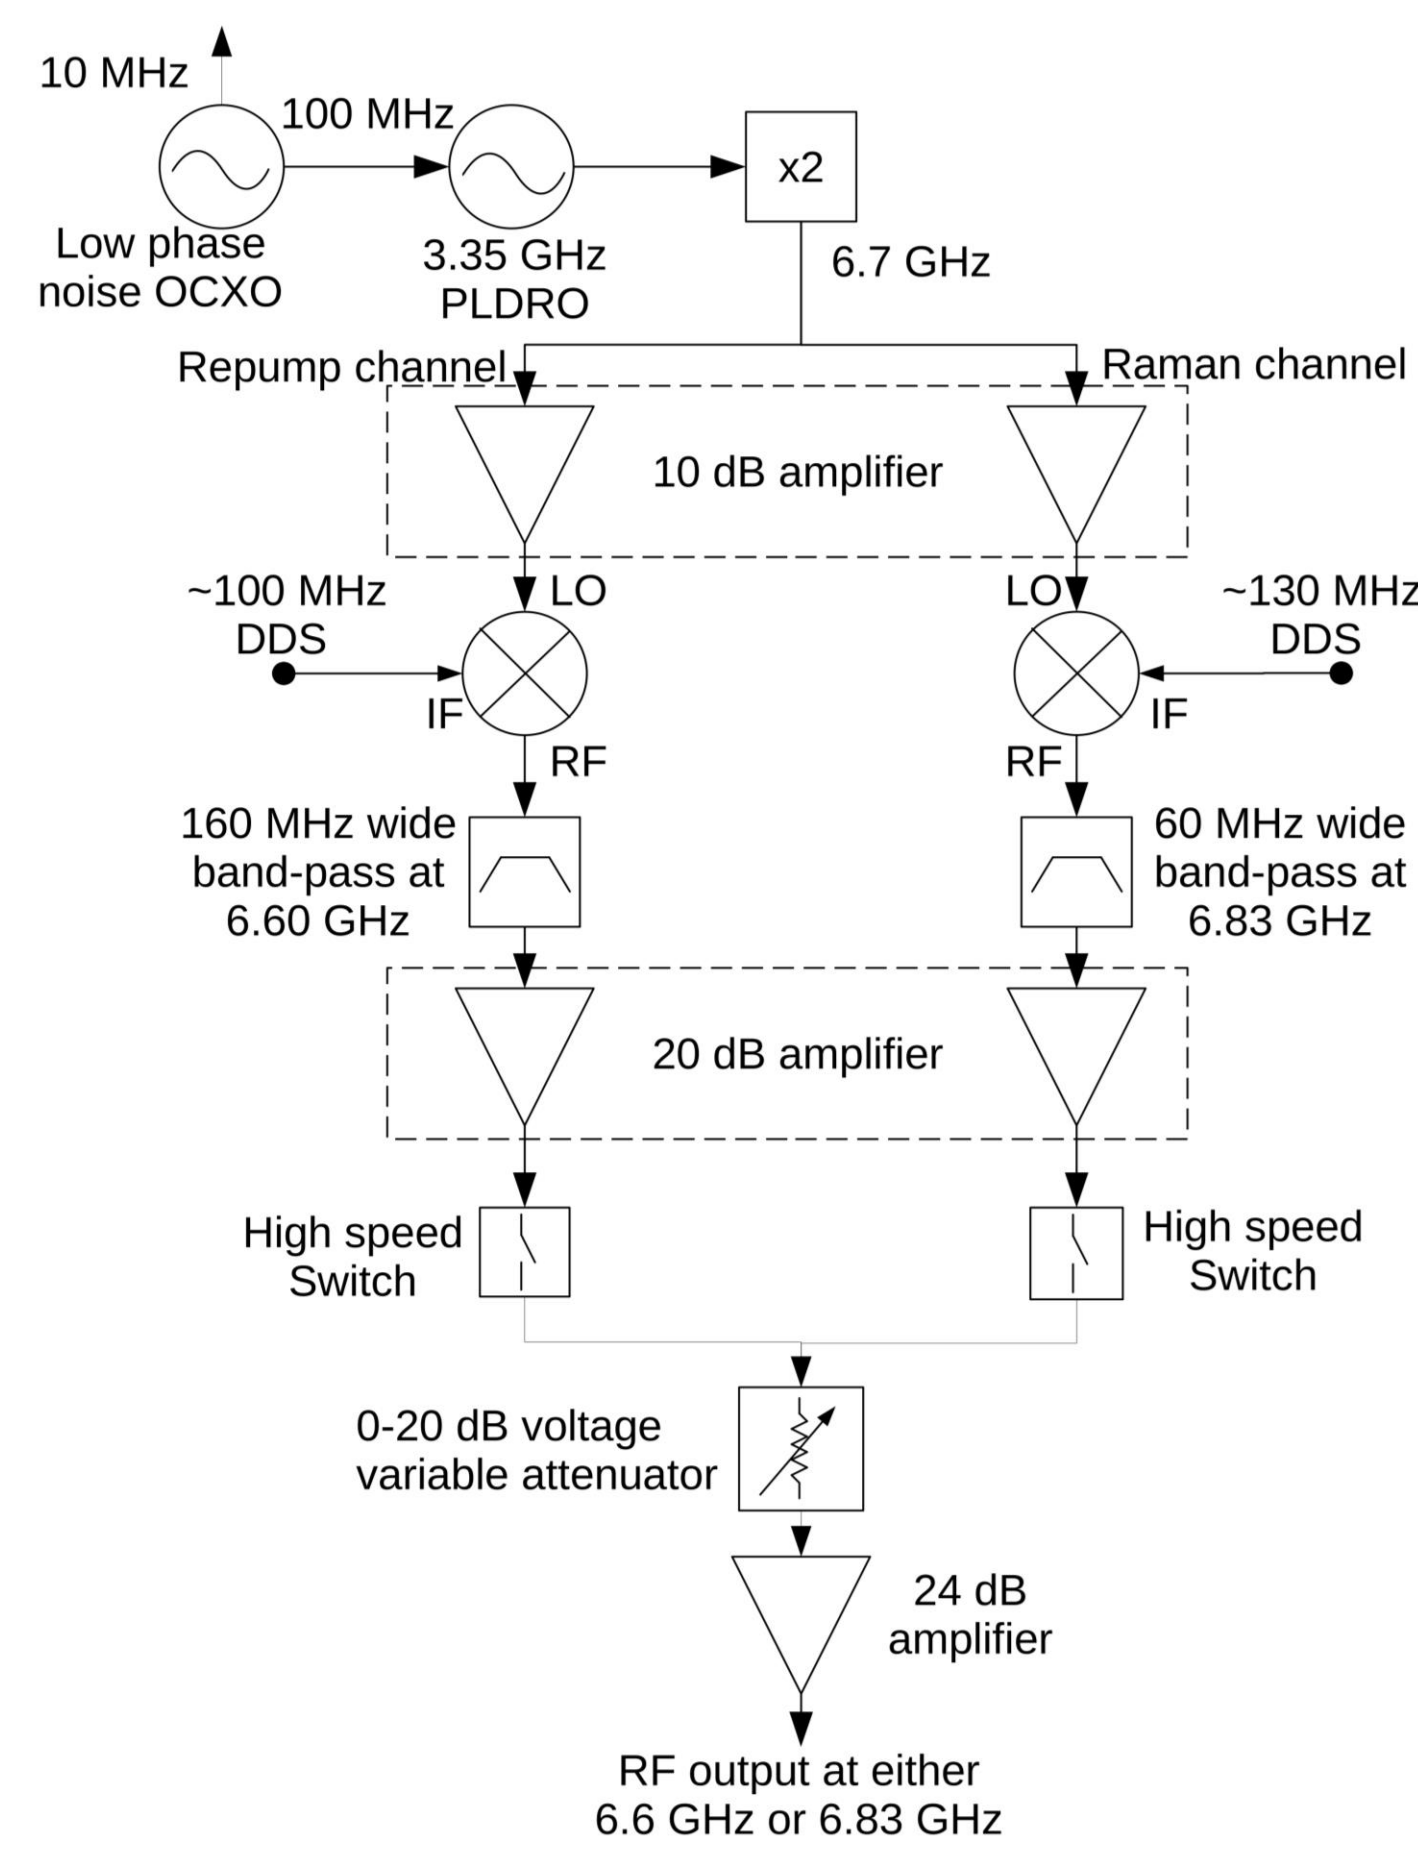 10 MHz
100 MHz
x2
Low phase
noise OCXO
3.35 GHz
PLDRO
6.7 GHz
Repump channel
Raman channel
10 dB amplifier
~100 MHz
DDS
LO
IF
RF
LO
~130 MHz
DDS
IF
RF
160 MHz wide
band-pass at
6.60 GHz
60 MHz wide
band-pass at
6.83 GHz
20 dB amplifier
High speed
Switch
High speed
Switch
0-20 dB voltage
variable attenuator
24 dB
amplifier
RF output at either
6.6 GHz or 6.83 GHz